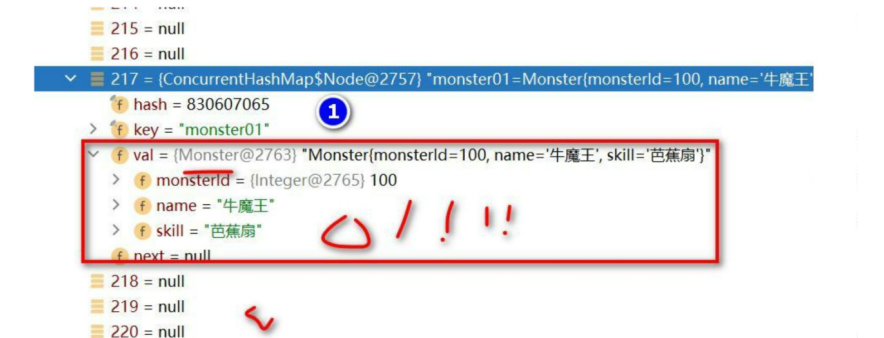 215 = null
216 = null
217 = {ConcurrentHashMap$Node@2757} "monster01=Monster{monsterId=100, name='牛魔王'
hash = 830607065
1
key = "monster01"
val = {Monster@2763} "Monster{monsterId=100, name='牛魔王', skill='芭蕉扇'}"
monsterId = {Integer@2765} 100
name = "牛魔王"
skill = "芭蕉扇"
next = null
218 = null
219 = null
220 = null